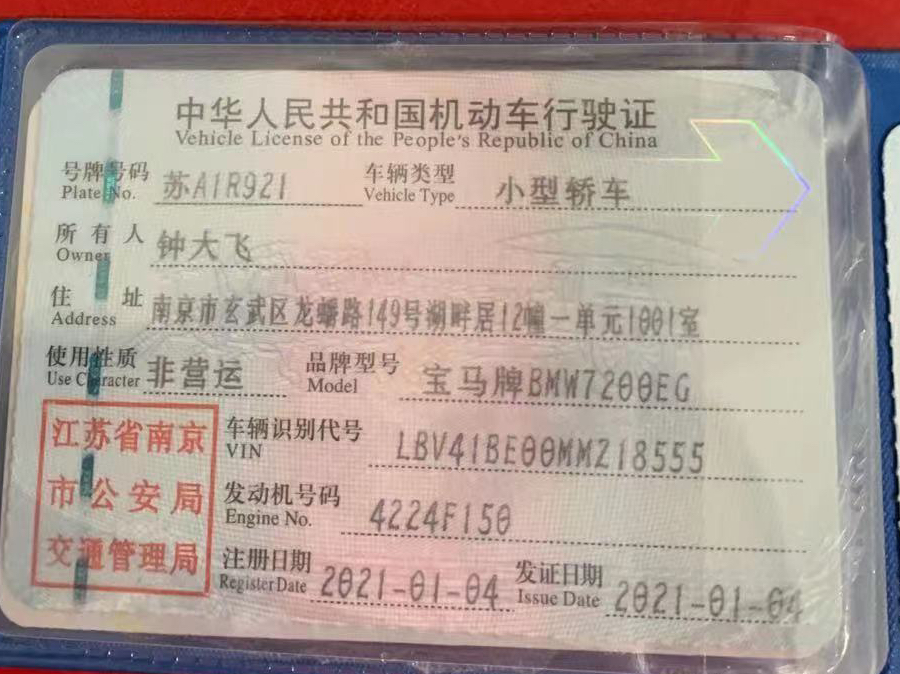 中华人民共和国机动车行驶证
Vehicle License of the People's Republic of China
号牌号码 苏A1R921 车辆类型 小型轿车
Plate No. Vehicle Type
所有人 钟大飞
Owner
住址 南京市玄武区龙蟠路149号湖畔居12幢一单元1001室
Address
使用性质 非营运 品牌型号 宝马牌BMW7200EG
Use Character Model
江苏省南京
市公安局
交通管理局
车辆识别代号 LBV41BE00MMZ18555
VIN
发动机号码 4224F150
Engine No.
注册日期 2021-01-04 发证日期 2021-01-04
Register Date Issue Date